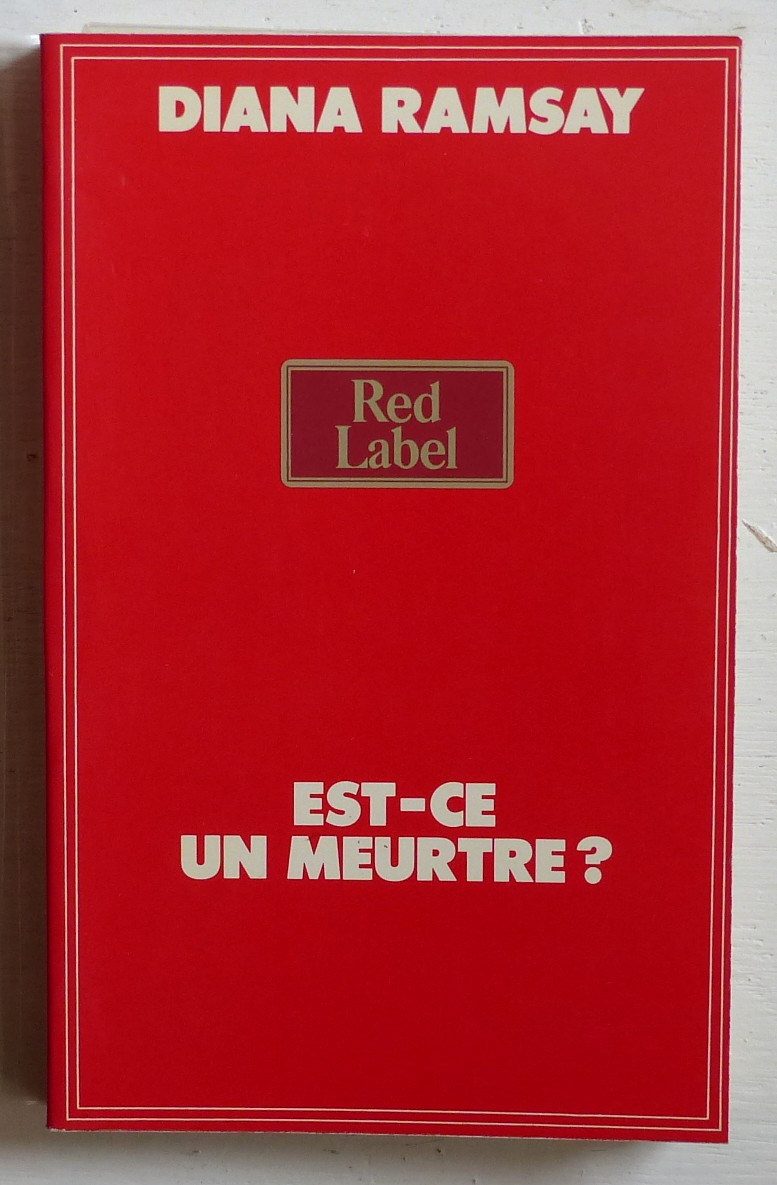 DIANA RAMSAY
Red
Label
EST-CE
UN MEURTRE ?